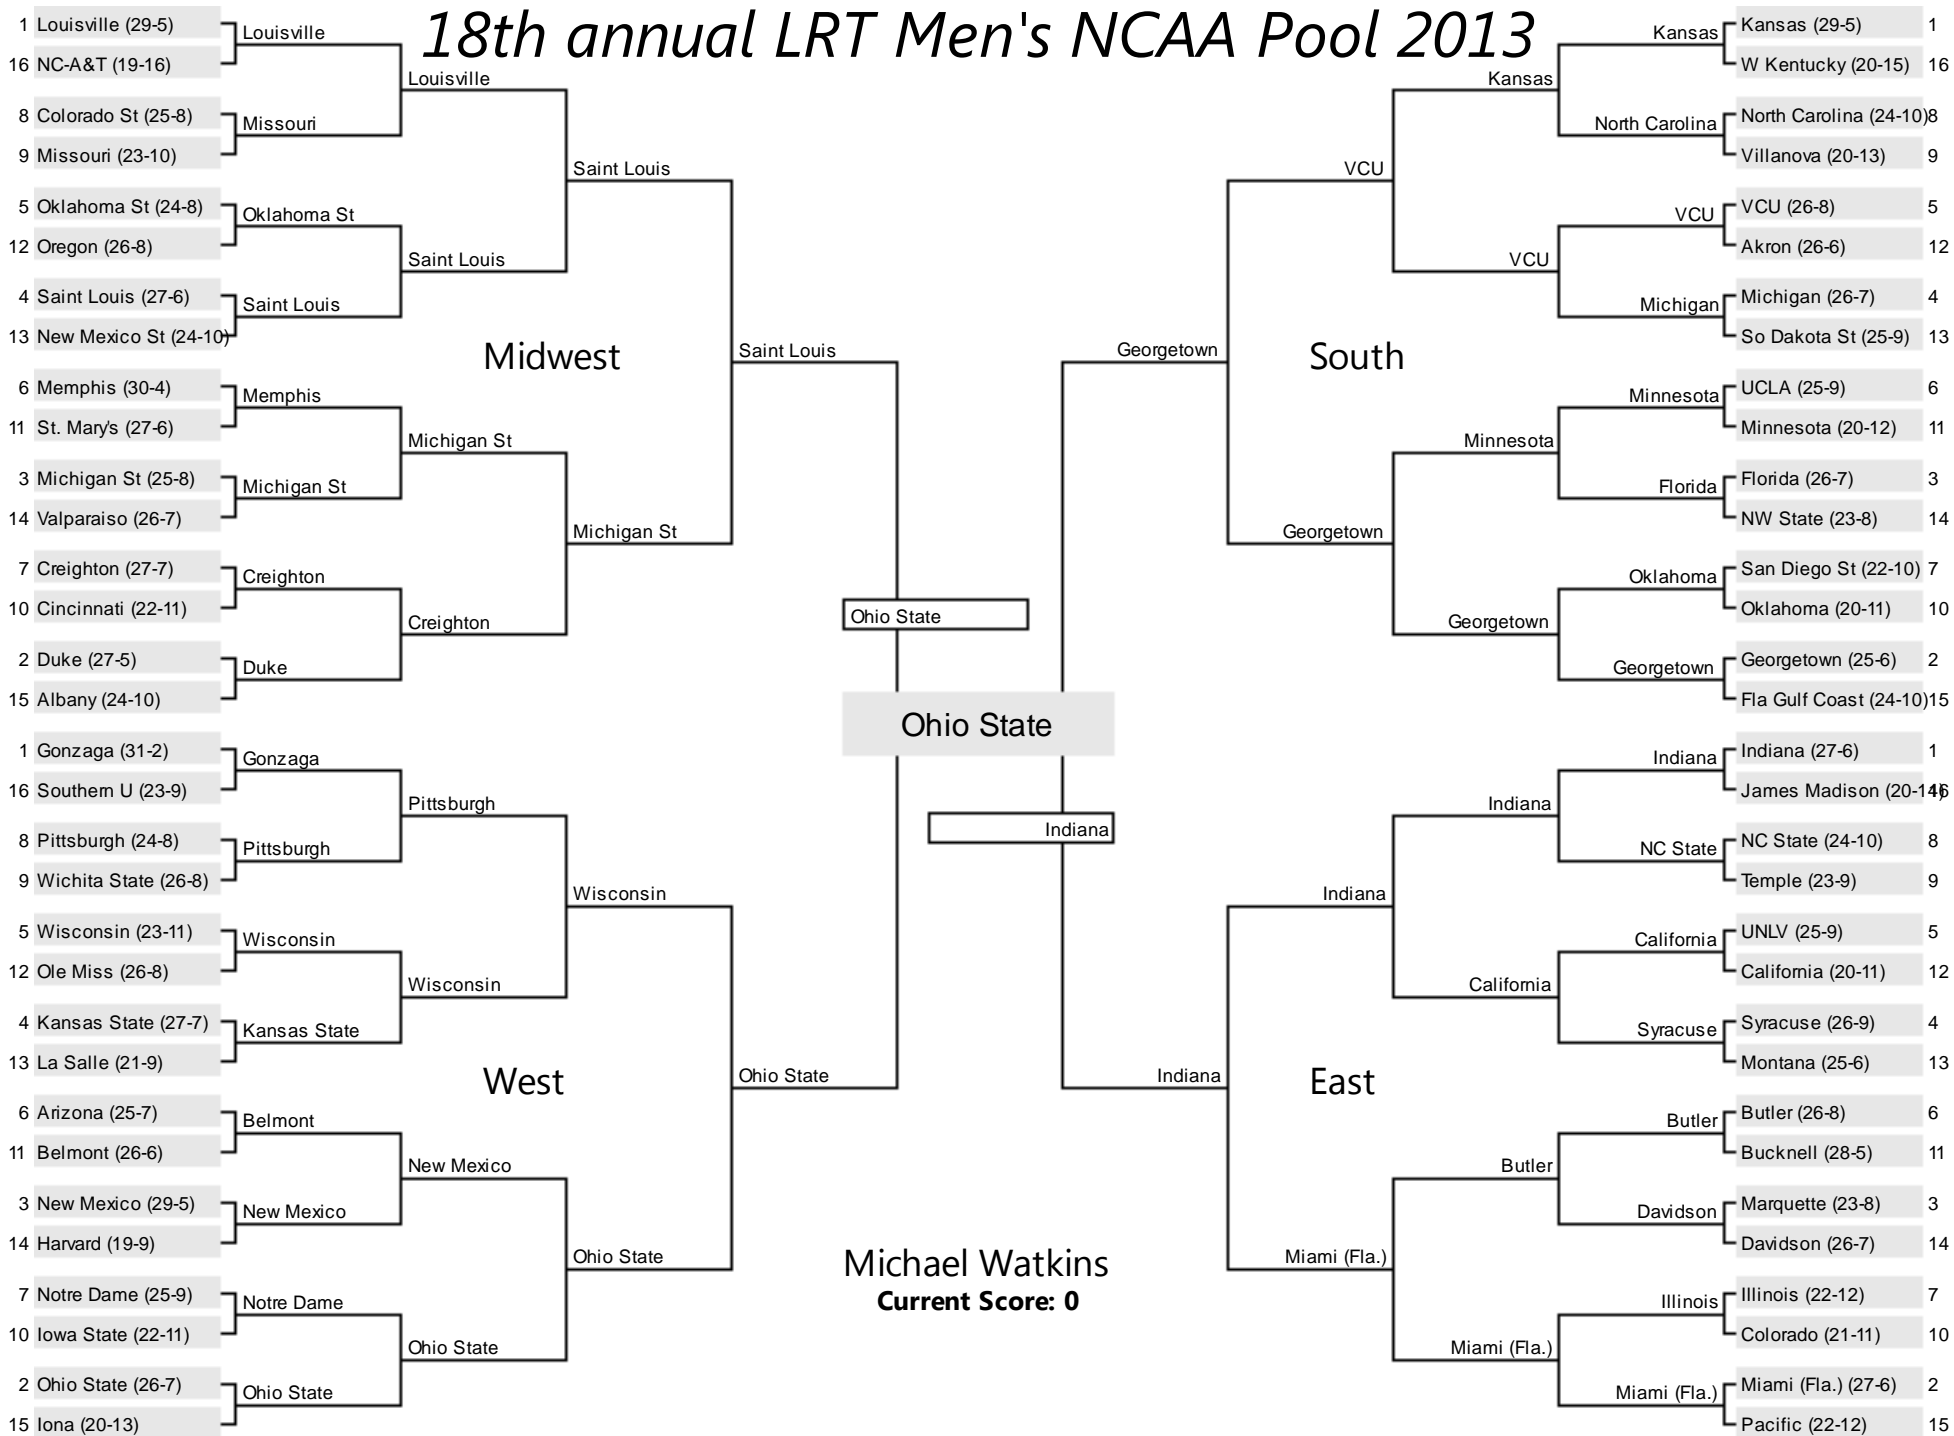 18th annual LRT Men's NCAA Pool 2013
1 Louisville (29-5)
16 NC-A&T (19-16)
8 Colorado St (25-8)
9 Missouri (23-10)
5 Oklahoma St (24-8)
12 Oregon (26-8)
4 Saint Louis (27-6)
13 New Mexico St (24-10)
6 Memphis (30-4)
11 St. Mary's (27-6)
3 Michigan St (25-8)
14 Valparaiso (26-7)
7 Creighton (27-7)
10 Cincinnati (22-11)
2 Duke (27-5)
15 Albany (24-10)
Louisville
Missouri
Oklahoma St
Saint Louis
Memphis
Michigan St
Creighton
Duke
Louisville
Saint Louis
Michigan St
Creighton
Saint Louis
Michigan St
Saint Louis
Midwest
1 Gonzaga (31-2)
16 Southern U (23-9)
8 Pittsburgh (24-8)
9 Wichita State (26-8)
5 Wisconsin (23-11)
12 Ole Miss (26-8)
4 Kansas State (27-7)
13 La Salle (21-9)
6 Arizona (25-7)
11 Belmont (26-6)
3 New Mexico (29-5)
14 Harvard (19-9)
7 Notre Dame (25-9)
10 Iowa State (22-11)
2 Ohio State (26-7)
15 Iona (20-13)
Gonzaga
Pittsburgh
Wisconsin
Kansas State
Belmont
New Mexico
Notre Dame
Ohio State
Pittsburgh
Wisconsin
New Mexico
Ohio State
Wisconsin
Ohio State
Ohio State
West
Ohio State
Ohio State
Indiana
Michael Watkins
Current Score: 0
Kansas (29-5) 1
W Kentucky (20-15) 16
North Carolina (24-10) 8
Villanova (20-13) 9
VCU (26-8) 5
Akron (26-6) 12
Michigan (26-7) 4
So Dakota St (25-9) 13
UCLA (25-9) 6
Minnesota (20-12) 11
Florida (26-7) 3
NW State (23-8) 14
San Diego St (22-10) 7
Oklahoma (20-11) 10
Georgetown (25-6) 2
Fla Gulf Coast (24-10) 15
Kansas
North Carolina
VCU
Michigan
Minnesota
Florida
Oklahoma
Georgetown
Kansas
VCU
Minnesota
Georgetown
VCU
Georgetown
Georgetown
South
Indiana (27-6) 1
James Madison (20-14) 16
NC State (24-10) 8
Temple (23-9) 9
UNLV (25-9) 5
California (20-11) 12
Syracuse (26-9) 4
Montana (25-6) 13
Butler (26-8) 6
Bucknell (28-5) 11
Marquette (23-8) 3
Davidson (26-7) 14
Illinois (22-12) 7
Colorado (21-11) 10
Miami (Fla.) (27-6) 2
Pacific (22-12) 15
Indiana
NC State
California
Syracuse
Butler
Davidson
Illinois
Miami (Fla.)
Indiana
California
Butler
Miami (Fla.)
Indiana
Miami (Fla.)
Indiana
East